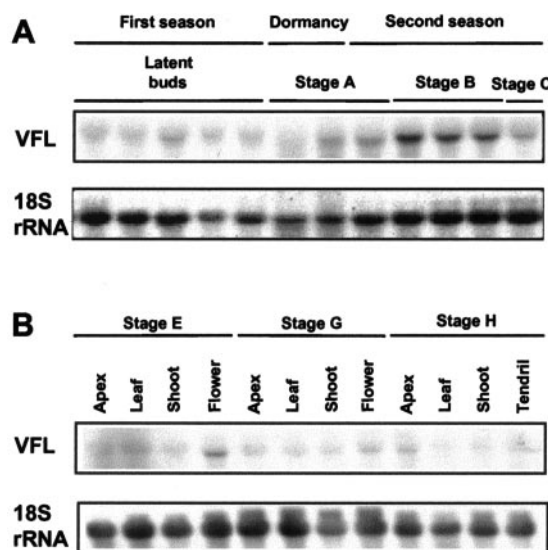 A
First season Dormancy Second season
Latent
buds
Stage A Stage B Stage C
VFL
18S
rRNA
B
Stage E Stage G Stage H
Apex Leaf Shoot Flower Apex Leaf Shoot Flower Apex Leaf Shoot Tendril
VFL
18S
rRNA